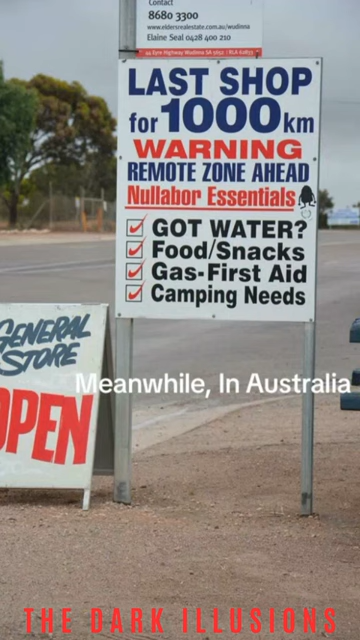 Contact
8680 3300
www.eldersrealestate.com.au/wudinna
Elaine Seal 0428 400 210
LAST SHOP
for 1000km
WARNING
REMOTE ZONE AHEAD
Nullabor Essentials
GOT WATER?
Food/Snacks
Gas-First Aid
Camping Needs
GENERAL
STORE
OPEN
Meanwhile, In Australia
THE DARK ILLUSIONS